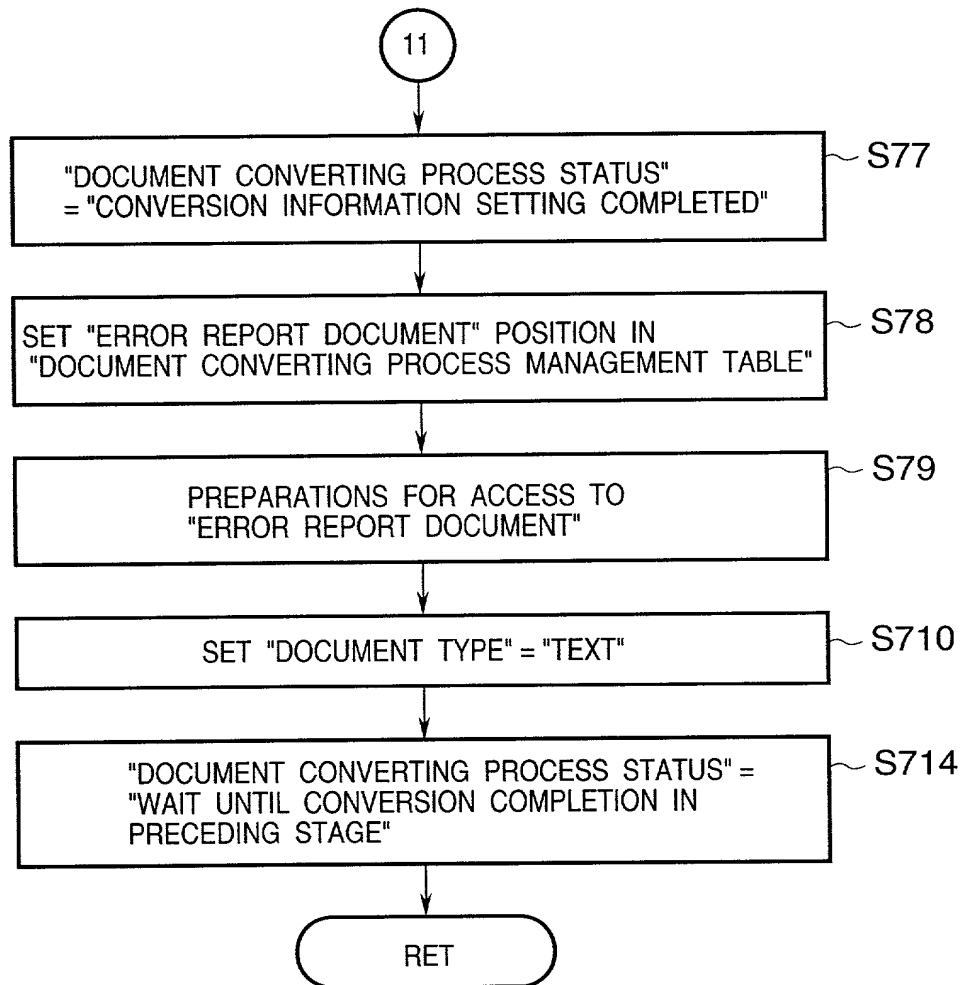 11
"DOCUMENT CONVERTING PROCESS STATUS"
= "CONVERSION INFORMATION SETTING COMPLETED"
S77
SET "ERROR REPORT DOCUMENT" POSITION IN
"DOCUMENT CONVERTING PROCESS MANAGEMENT TABLE"
S78
PREPARATIONS FOR ACCESS TO
"ERROR REPORT DOCUMENT"
S79
SET "DOCUMENT TYPE" = "TEXT"
S710
"DOCUMENT CONVERTING PROCESS STATUS" =
"WAIT UNTIL CONVERSION COMPLETION IN
PRECEDING STAGE"
S714
RET